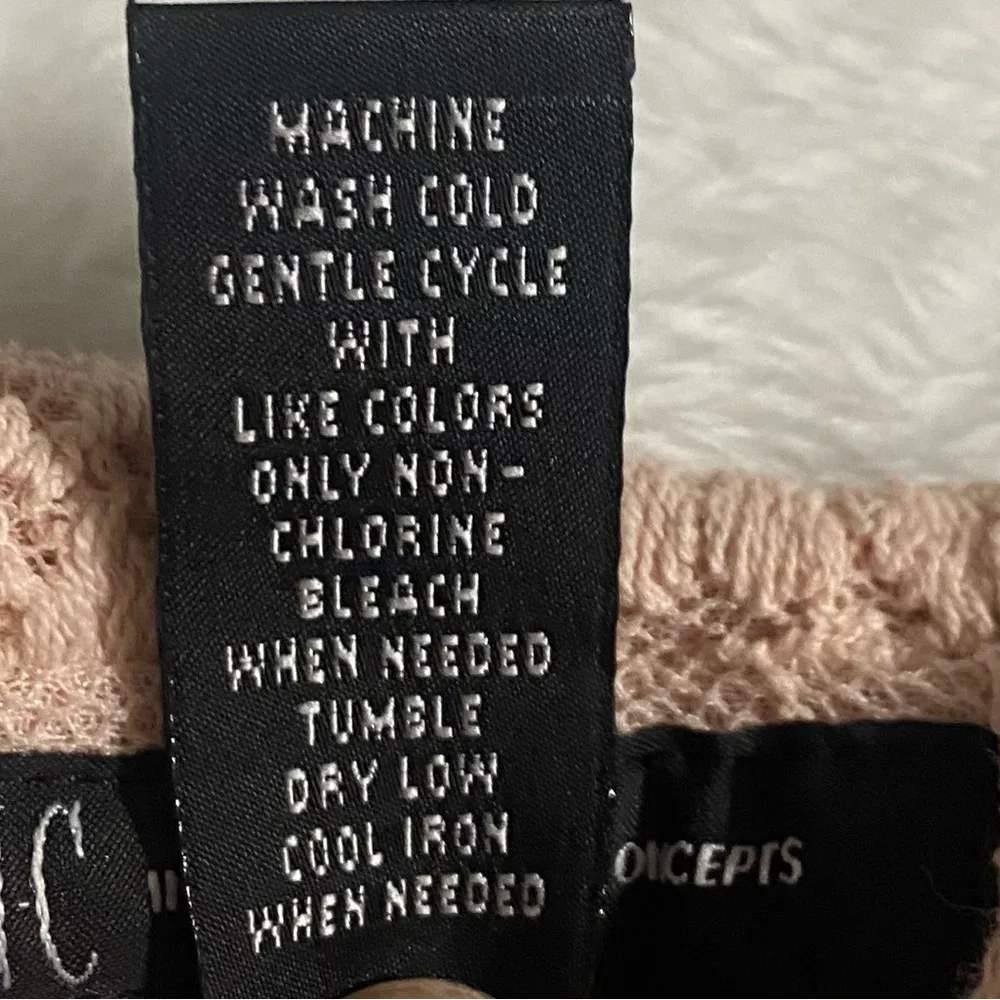 MACHINE
WASH COLD
GENTLE CYCLE
WITH
LIKE COLORS
ONLY NON-
CHLORINE
BLEACH
WHEN NEEDED
TUMBLE
DRY LOW
COOL IRON
WHEN NEEDED
ONCEPTS